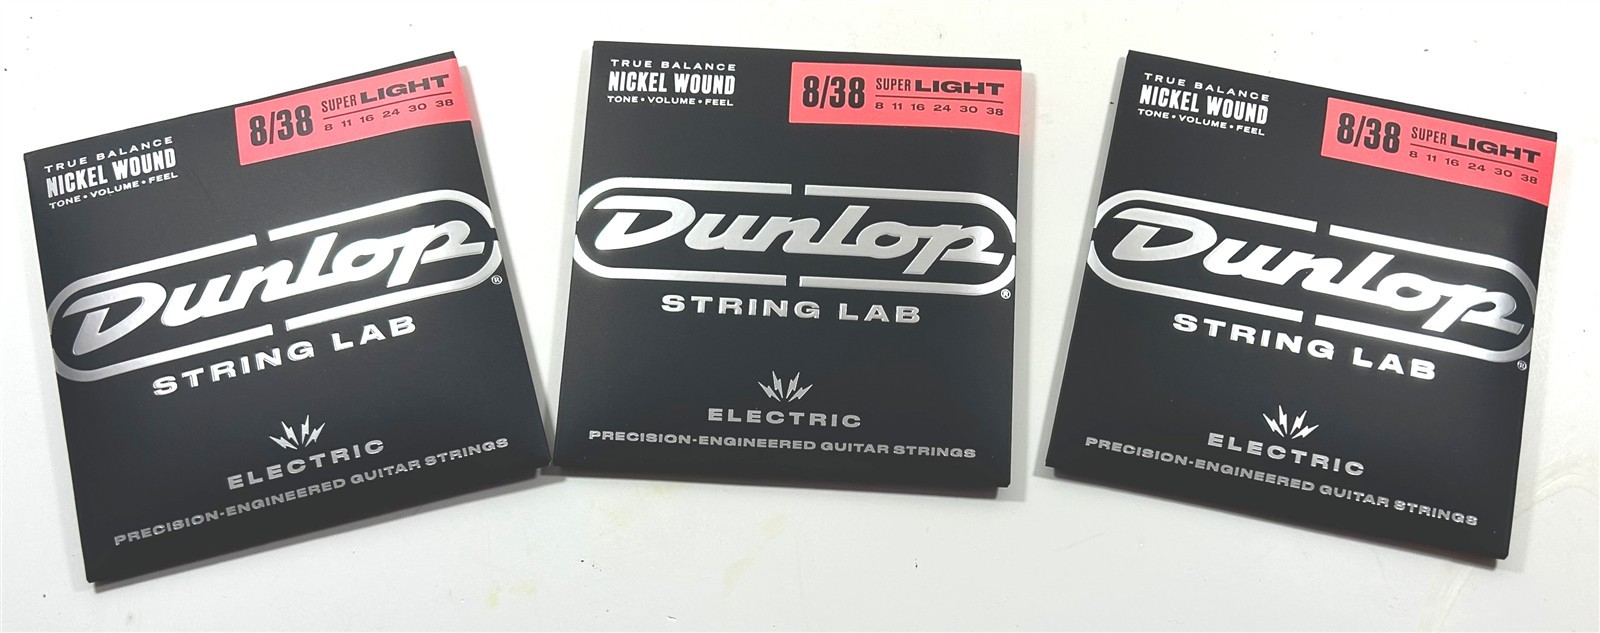 TRUE BALANCE
NICKEL WOUND
TONE • VOLUME • FEEL
8/38
SUPER LIGHT
8 11 16 24 30 38
Dunlop®
STRING LAB
ELECTRIC
PRECISION-ENGINEERED GUITAR STRINGS
TRUE BALANCE
NICKEL WOUND
TONE • VOLUME • FEEL
8/38
SUPER LIGHT
8 11 16 24 30 38
Dunlop®
STRING LAB
ELECTRIC
PRECISION-ENGINEERED GUITAR STRINGS
TRUE BALANCE
NICKEL WOUND
TONE • VOLUME • FEEL
8/38
SUPER LIGHT
8 11 16 24 30 38
Dunlop®
STRING LAB
ELECTRIC
PRECISION-ENGINEERED GUITAR STRINGS